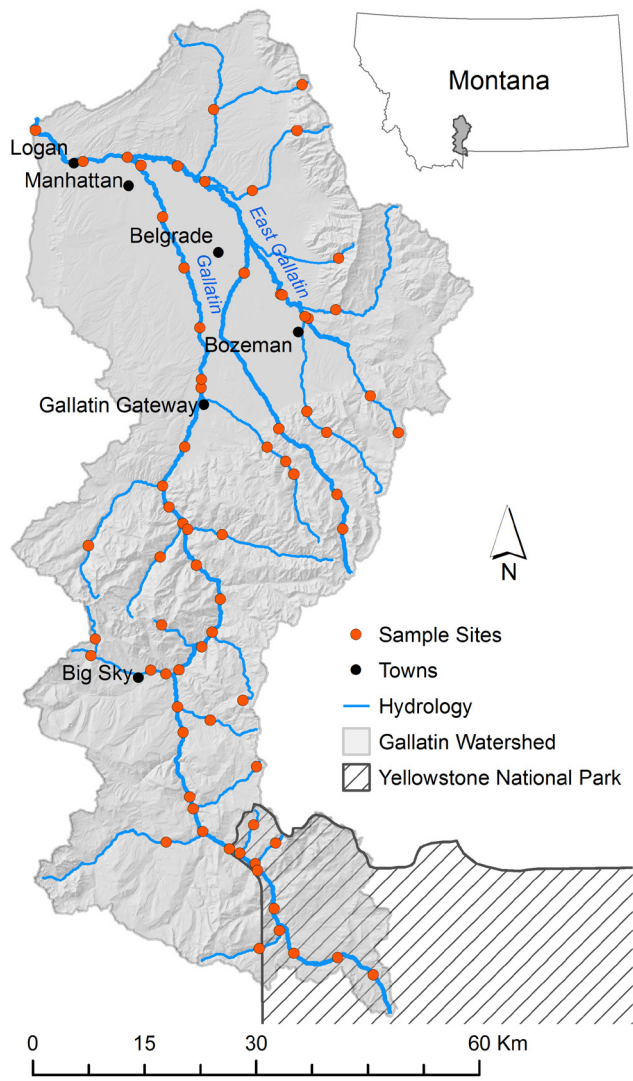 Montana
Logan
Manhattan
Belgrade
Gallatin
East Gallatin
Bozeman
Gallatin Gateway
N
Sample Sites
Towns
Big Sky
Hydrology
Gallatin Watershed
Yellowstone National Park
0 15 30 60 Km